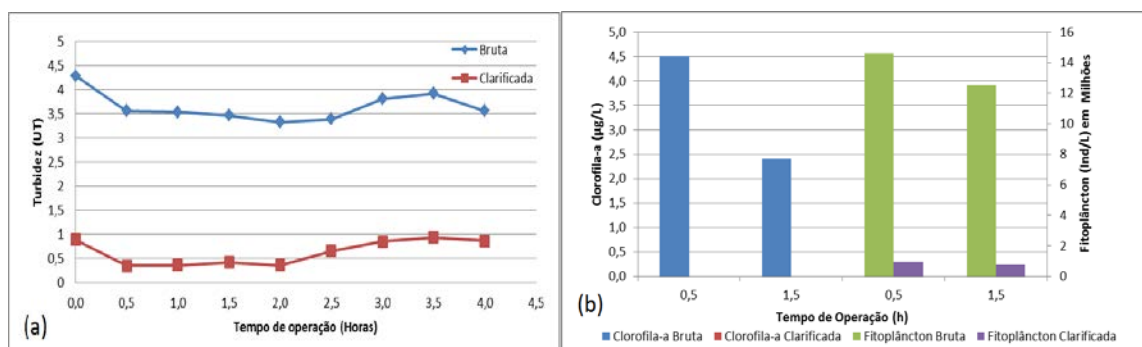 5
4,5
4
3,5
3
2,5
2
1,5
1
0,5
0
Turbidez (UT)
Bruta
Clarificada
0,0 0,5 1,0 1,5 2,0 2,5 3,0 3,5 4,0 4,5
Tempo de operação (Horas)
(a)
5,0
4,5
4,0
3,5
3,0
2,5
2,0
1,5
1,0
0,5
0,0
Clorofila-a (µg/L)
16
14
12
10
8
6
4
2
0
Fitoplâncton (Ind/L) em Milhões
0,5 1,5 0,5 1,5
Tempo de Operação (h)
(b)
Clorofila-a Bruta Clorofila-a Clarificada Fitoplâncton Bruta Fitoplâncton Clarificada